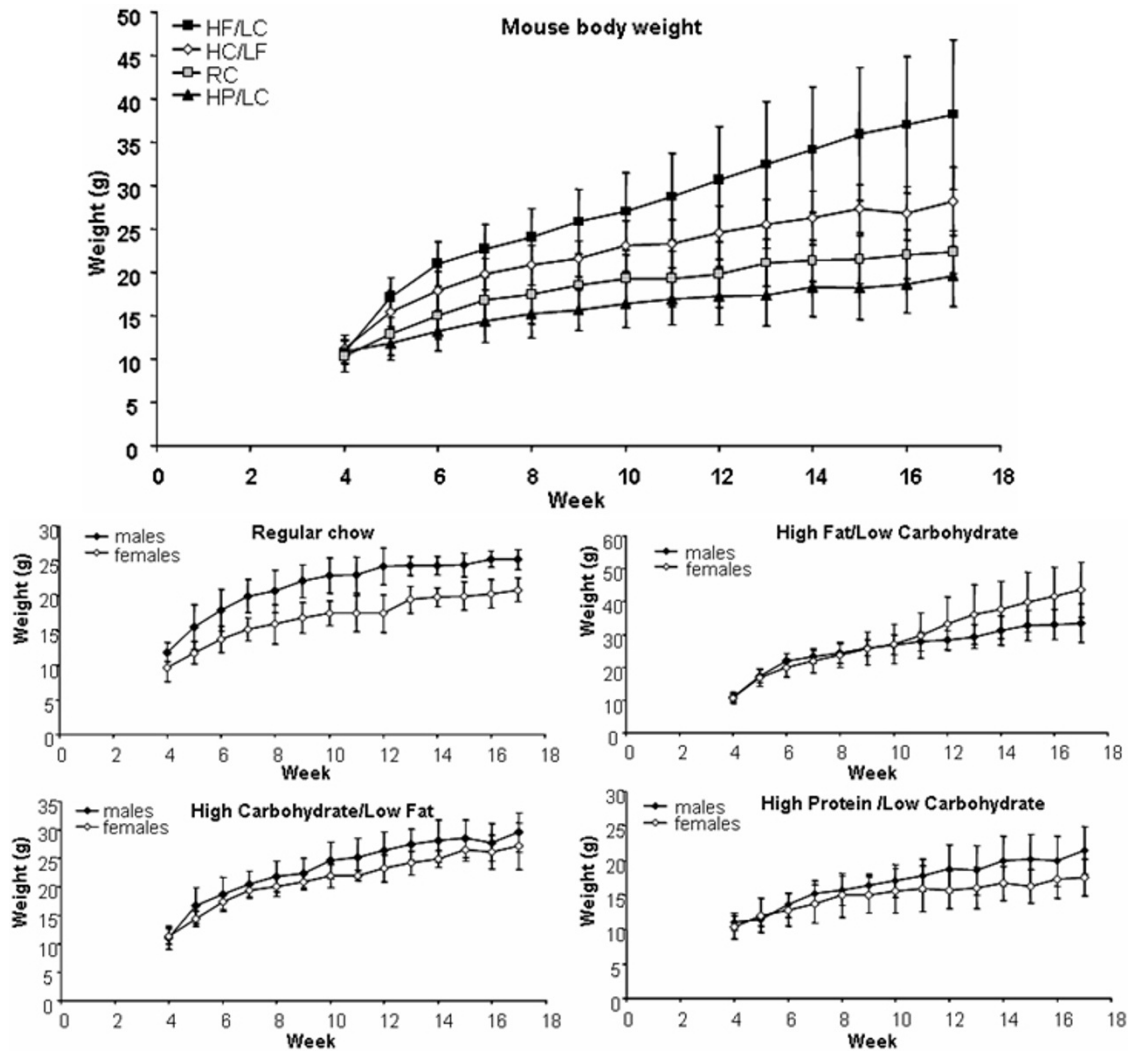 Mouse body weight
HF/LC
HC/LF
RC
HP/LC
50
45
40
35
30
25
20
15
10
5
0
Weight (g)
0 2 4 6 8 10 12 14 16 18
Week
Regular chow
males
females
30
25
20
15
10
5
0
Weight (g)
0 2 4 6 8 10 12 14 16 18
Week
High Fat/Low Carbohydrate
males
females
60
50
40
30
20
10
0
Weight (g)
0 2 4 6 8 10 12 14 16 18
Week
High Carbohydrate/Low Fat
males
females
35
30
25
20
15
10
5
0
Weight (g)
0 2 4 6 8 10 12 14 16 18
Week
High Protein /Low Carbohydrate
males
females
30
25
20
15
10
5
0
Weight (g)
0 2 4 6 8 10 12 14 16 18
Week